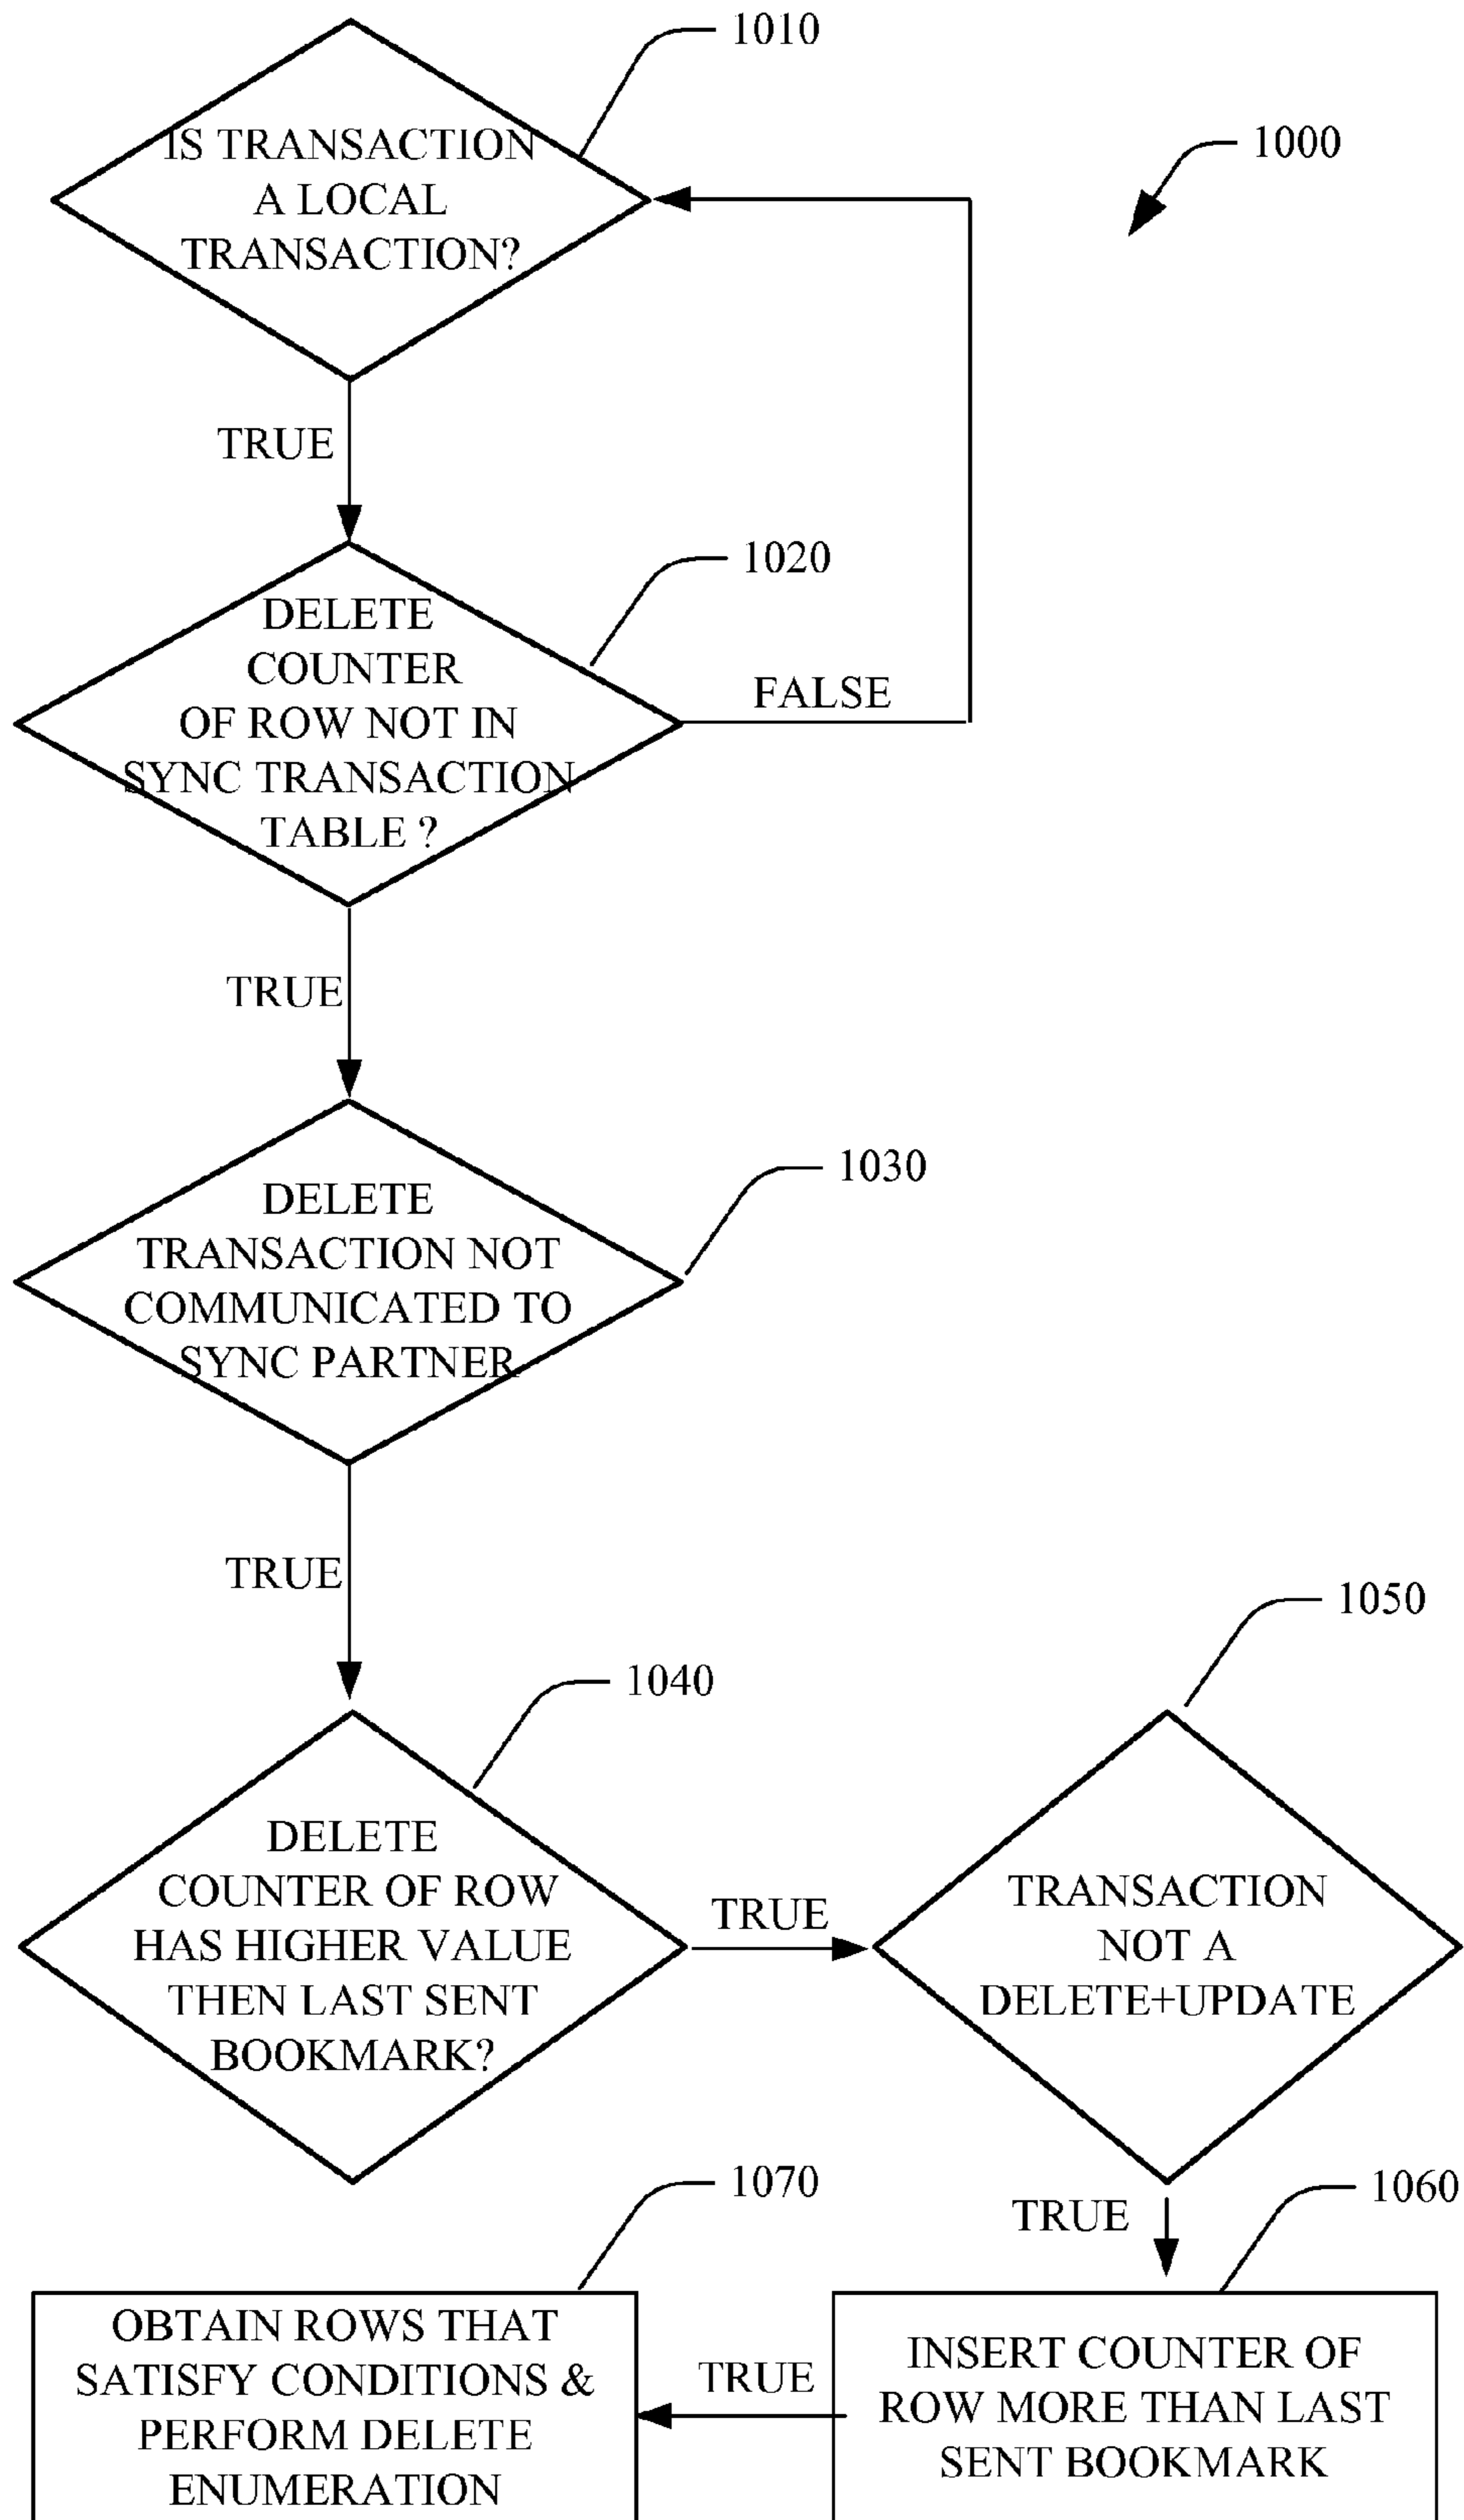 1010
1000
IS TRANSACTION
A LOCAL
TRANSACTION?
TRUE
1020
DELETE
COUNTER
OF ROW NOT IN
SYNC TRANSACTION
TABLE ?
FALSE
TRUE
1030
DELETE
TRANSACTION NOT
COMMUNICATED TO
SYNC PARTNER
TRUE
1040
1050
DELETE
COUNTER OF ROW
HAS HIGHER VALUE
THEN LAST SENT
BOOKMARK?
TRUE
TRANSACTION
NOT A
DELETE+UPDATE
TRUE
1060
1070
INSERT COUNTER OF
ROW MORE THAN LAST
SENT BOOKMARK
TRUE
OBTAIN ROWS THAT
SATISFY CONDITIONS &
PERFORM DELETE
ENUMERATION